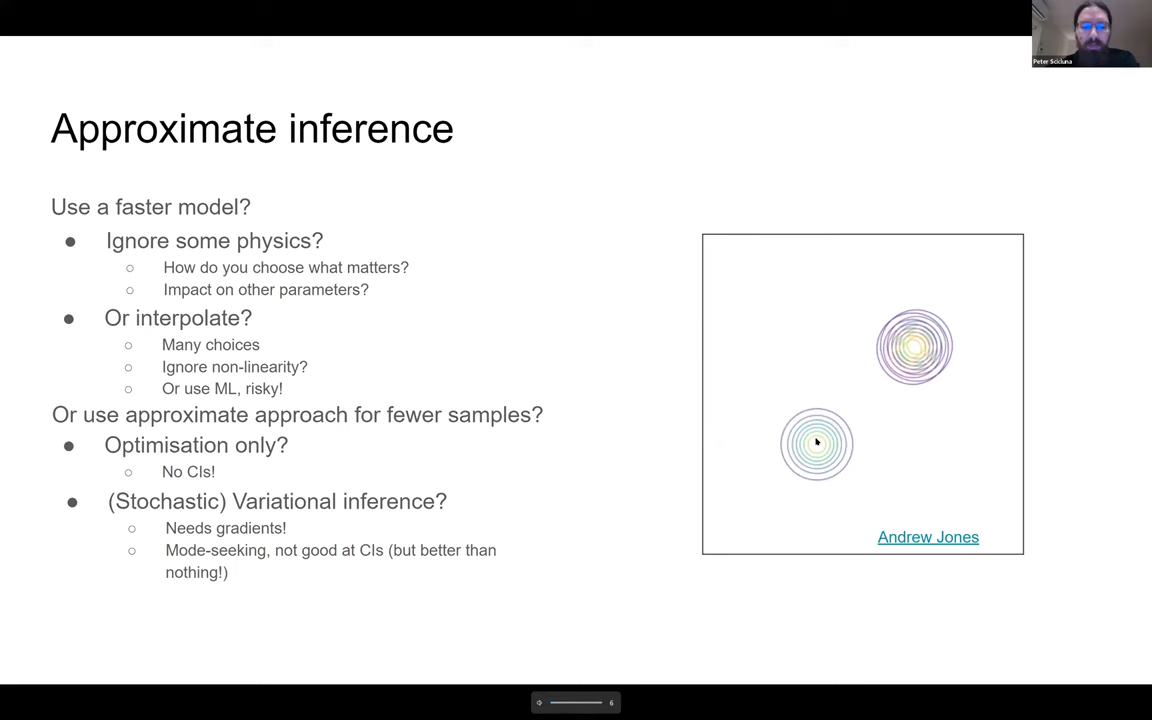 Peter Scicluna
Approximate inference
Use a faster model?
● Ignore some physics?
○ How do you choose what matters?
○ Impact on other parameters?
● Or interpolate?
○ Many choices
○ Ignore non-linearity?
○ Or use ML, risky!
Or use approximate approach for fewer samples?
● Optimisation only?
○ No CIs!
● (Stochastic) Variational inference?
○ Needs gradients!
○ Mode-seeking, not good at CIs (but better than
nothing!)
Andrew Jones
6